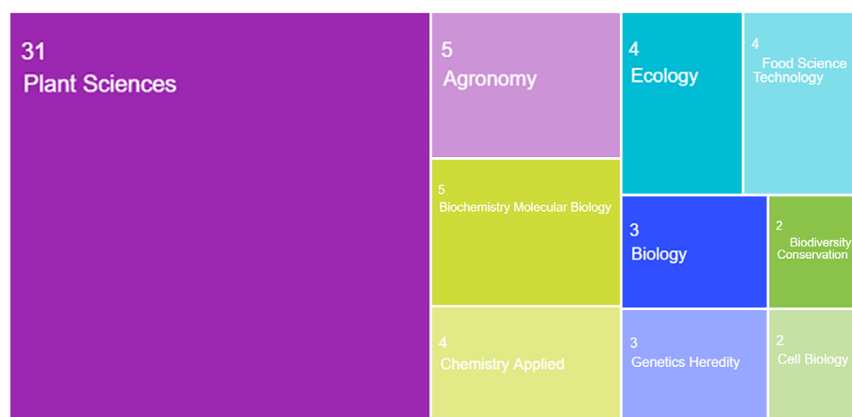 31
Plant Sciences
5
Agronomy
5
Biochemistry Molecular Biology
4
Chemistry Applied
4
Ecology
4
Food Science
Technology
3
Biology
2
Biodiversity
Conservation
3
Genetics Heredity
2
Cell Biology